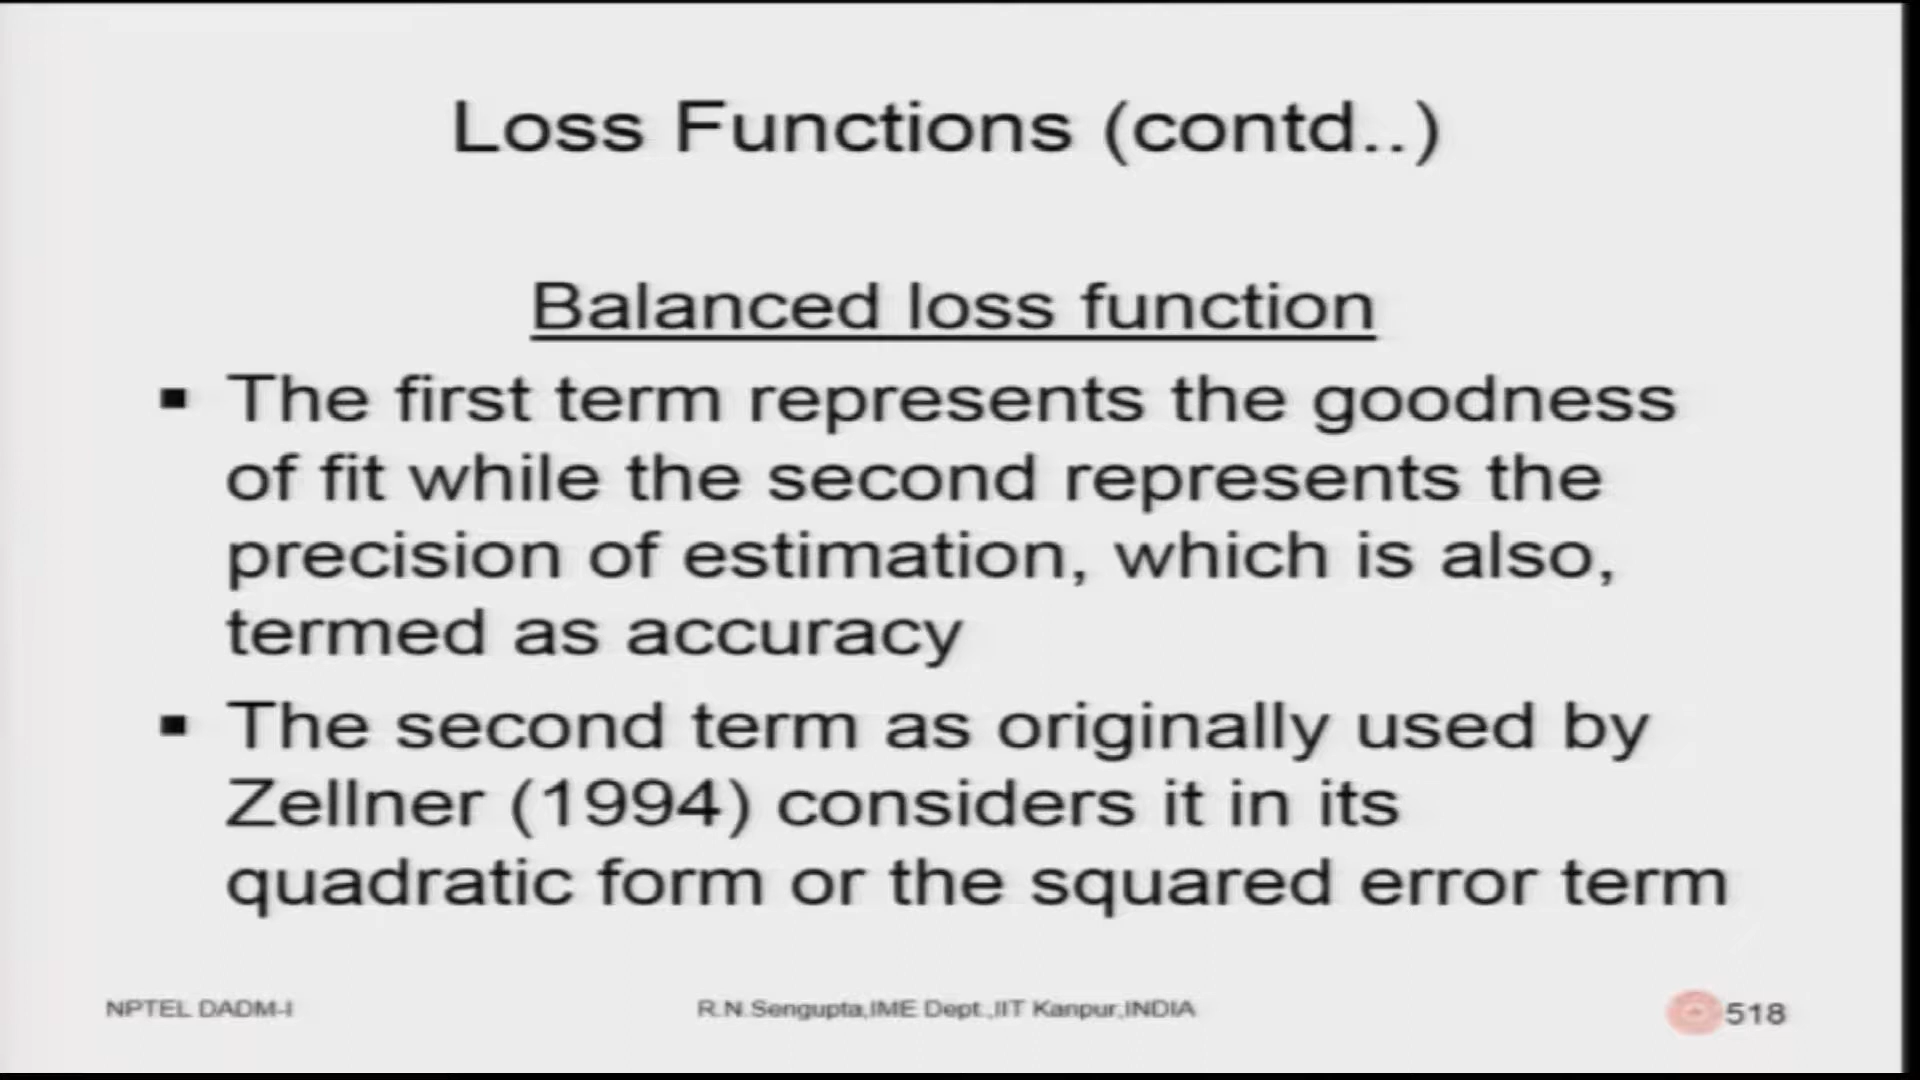 Loss Functions (contd..)
Balanced loss function
▪ The first term represents the goodness
of fit while the second represents the
precision of estimation, which is also,
termed as accuracy
▪ The second term as originally used by
Zellner (1994) considers it in its
quadratic form or the squared error term
NPTEL DADM-I
R.N.Sengupta,IME Dept.,IIT Kanpur,INDIA
518